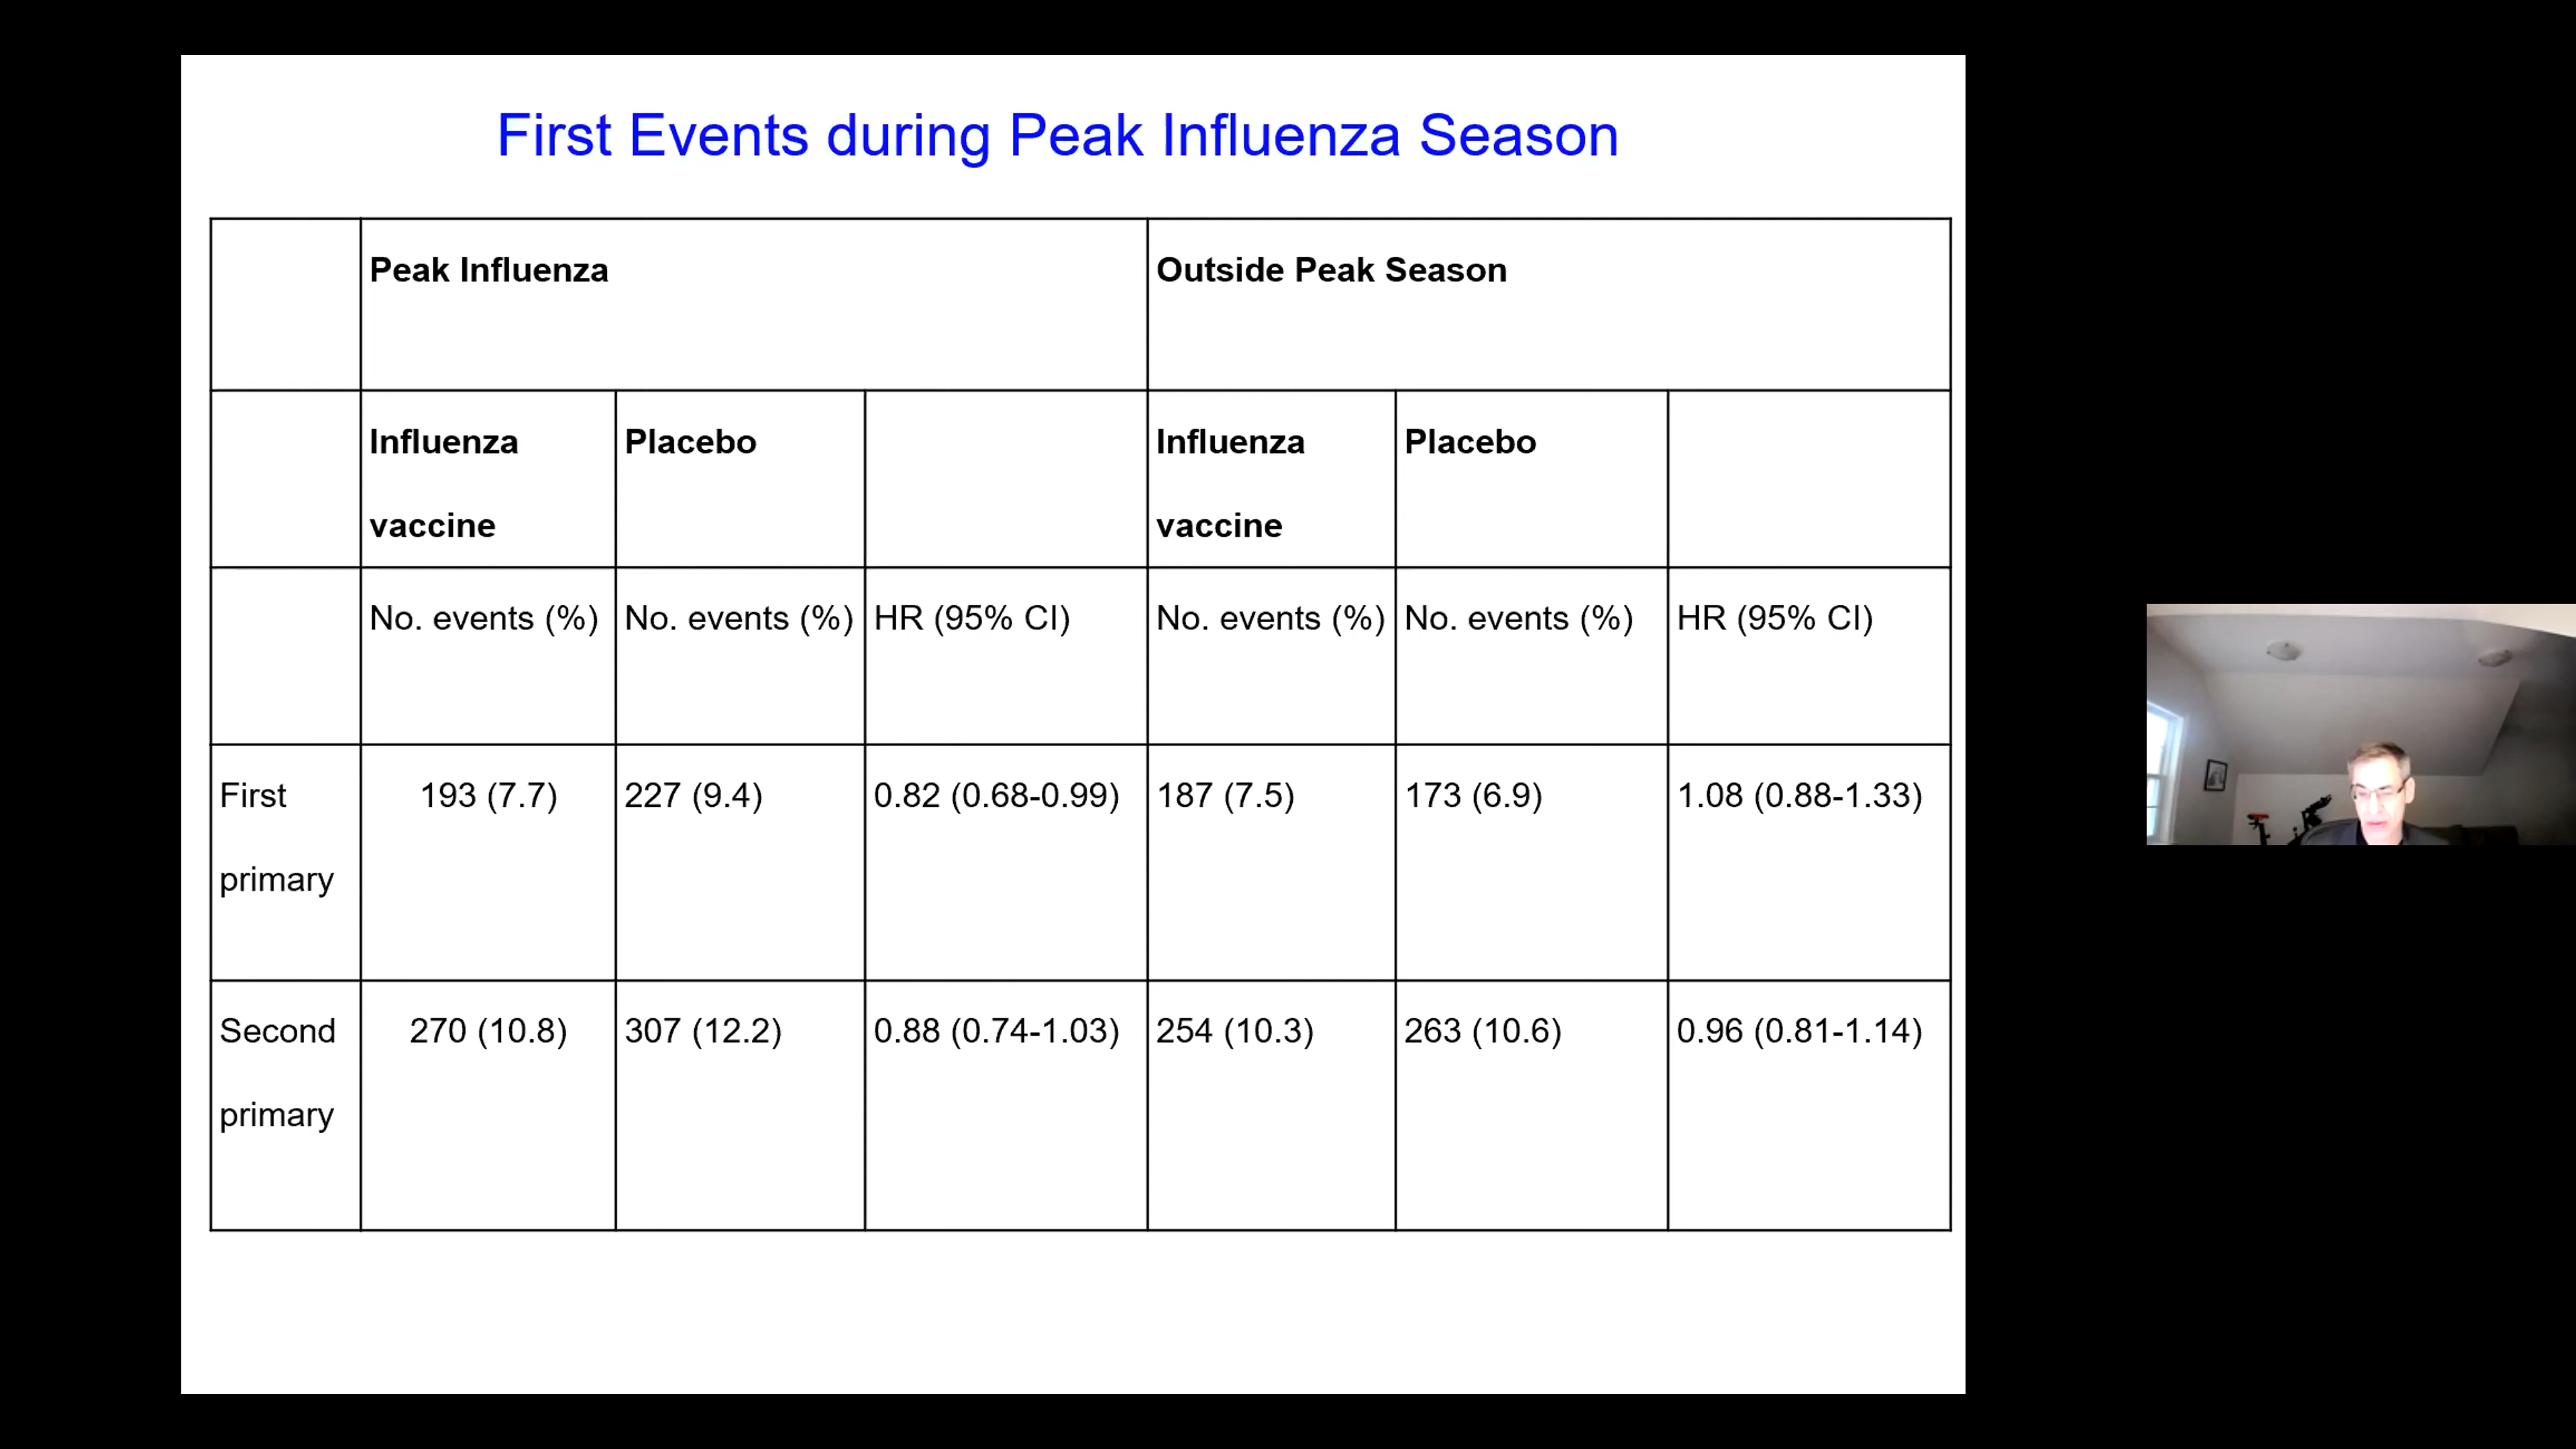 First Events during Peak Influenza Season
Peak Influenza
Outside Peak Season
Influenza
vaccine
Placebo
Influenza
vaccine
Placebo
No. events (%)
No. events (%)
HR (95% CI)
No. events (%)
No. events (%)
HR (95% CI)
First
primary
193 (7.7)
227 (9.4)
0.82 (0.68-0.99)
187 (7.5)
173 (6.9)
1.08 (0.88-1.33)
Second
primary
270 (10.8)
307 (12.2)
0.88 (0.74-1.03)
254 (10.3)
263 (10.6)
0.96 (0.81-1.14)